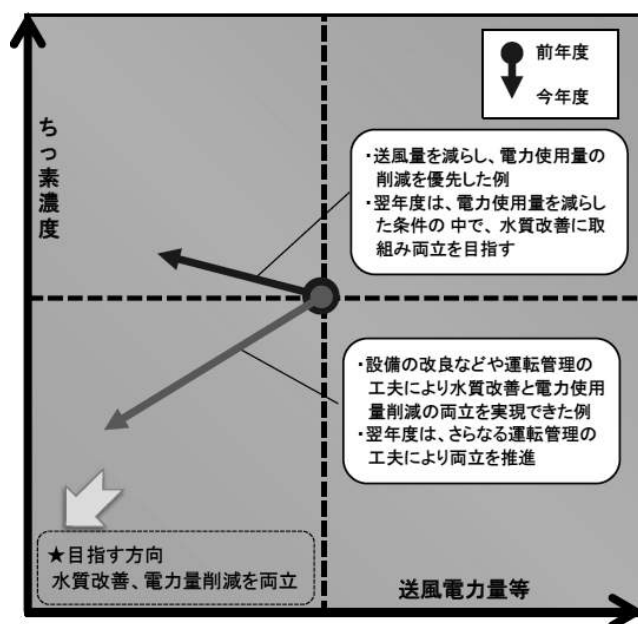 前年度
今年度
ちっ素濃度
・送風量を減らし、電力使用量の
削減を優先した例
・翌年度は、電力使用量を減らし
た条件の 中で、水質改善に取
組み両立を目指す
・設備の改良などや運転管理の
工夫により水質改善と電力使用
量削減の両立を実現できた例
・翌年度は、さらなる運転管理の
工夫により両立を推進
★目指す方向
水質改善、電力量削減を両立
送風電力量等